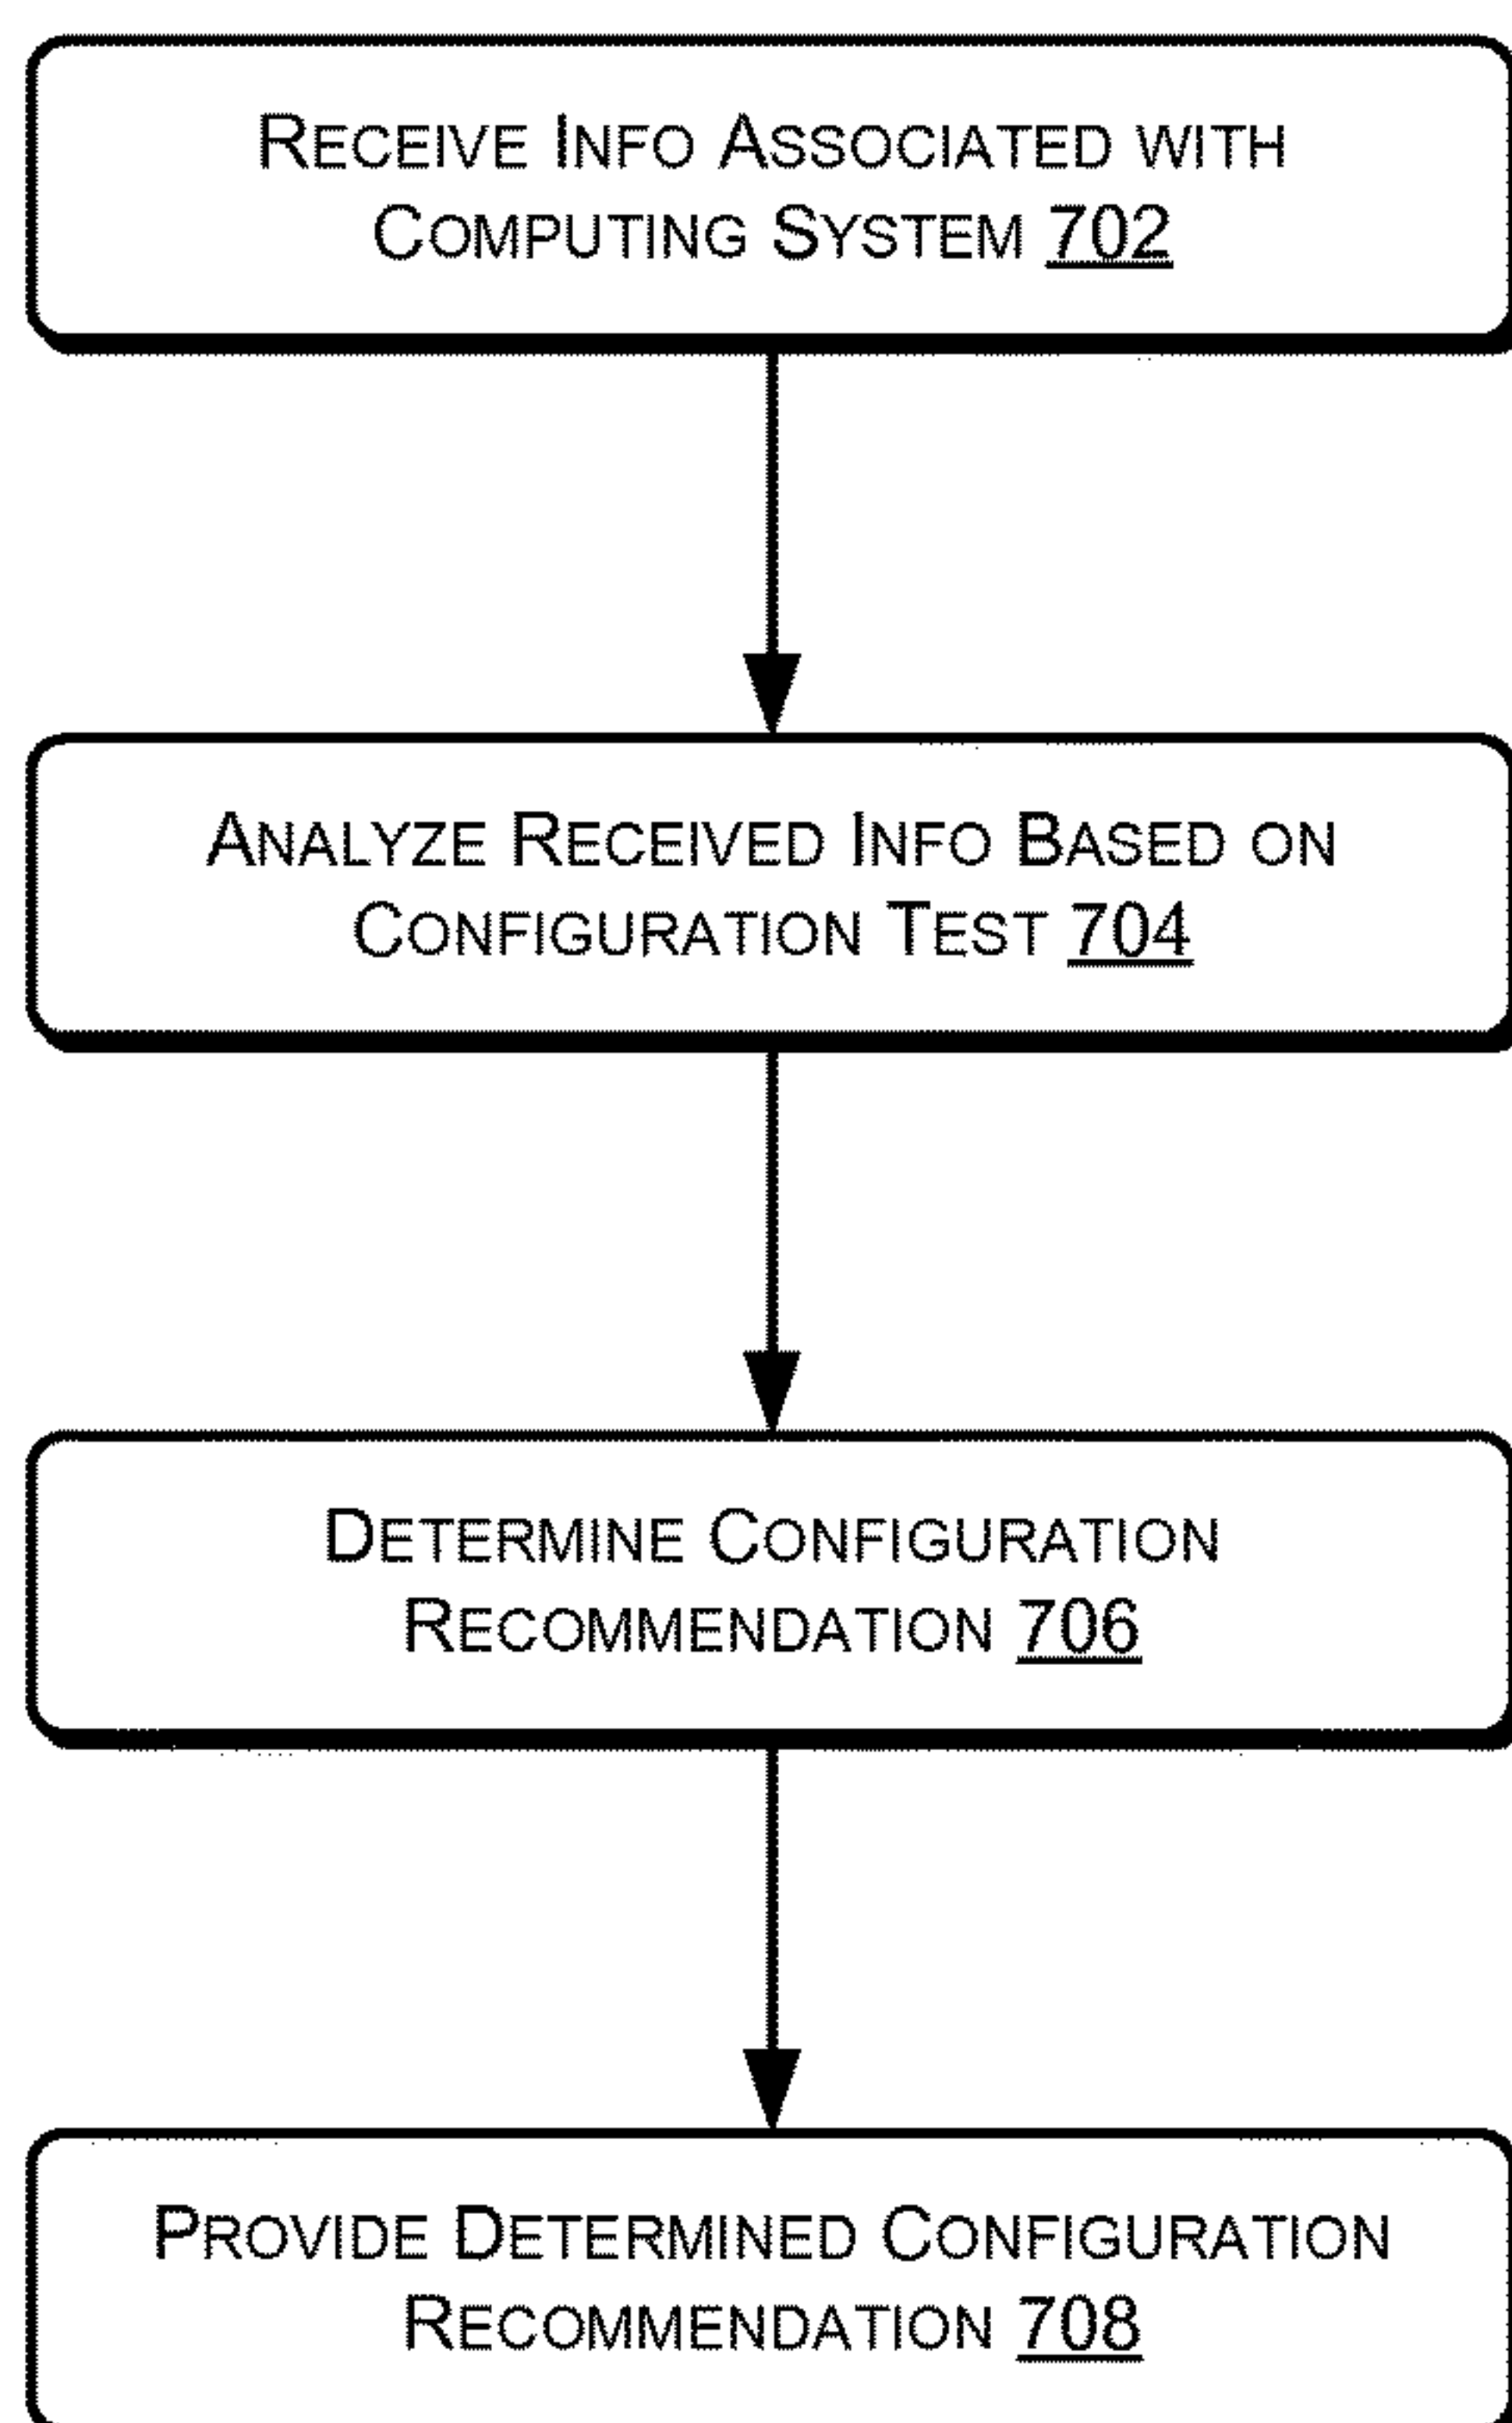 RECEIVE INFO ASSOCIATED WITH
COMPUTING SYSTEM 702
ANALYZE RECEIVED INFO BASED ON
CONFIGURATION TEST 704
DETERMINE CONFIGURATION
RECOMMENDATION 706
PROVIDE DETERMINED CONFIGURATION
RECOMMENDATION 708